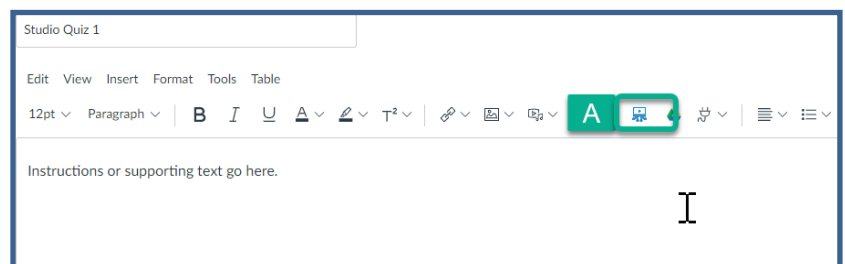 Studio Quiz 1
Edit View Insert Format Tools Table
12pt Paragraph B I U A T² A
Instructions or supporting text go here.